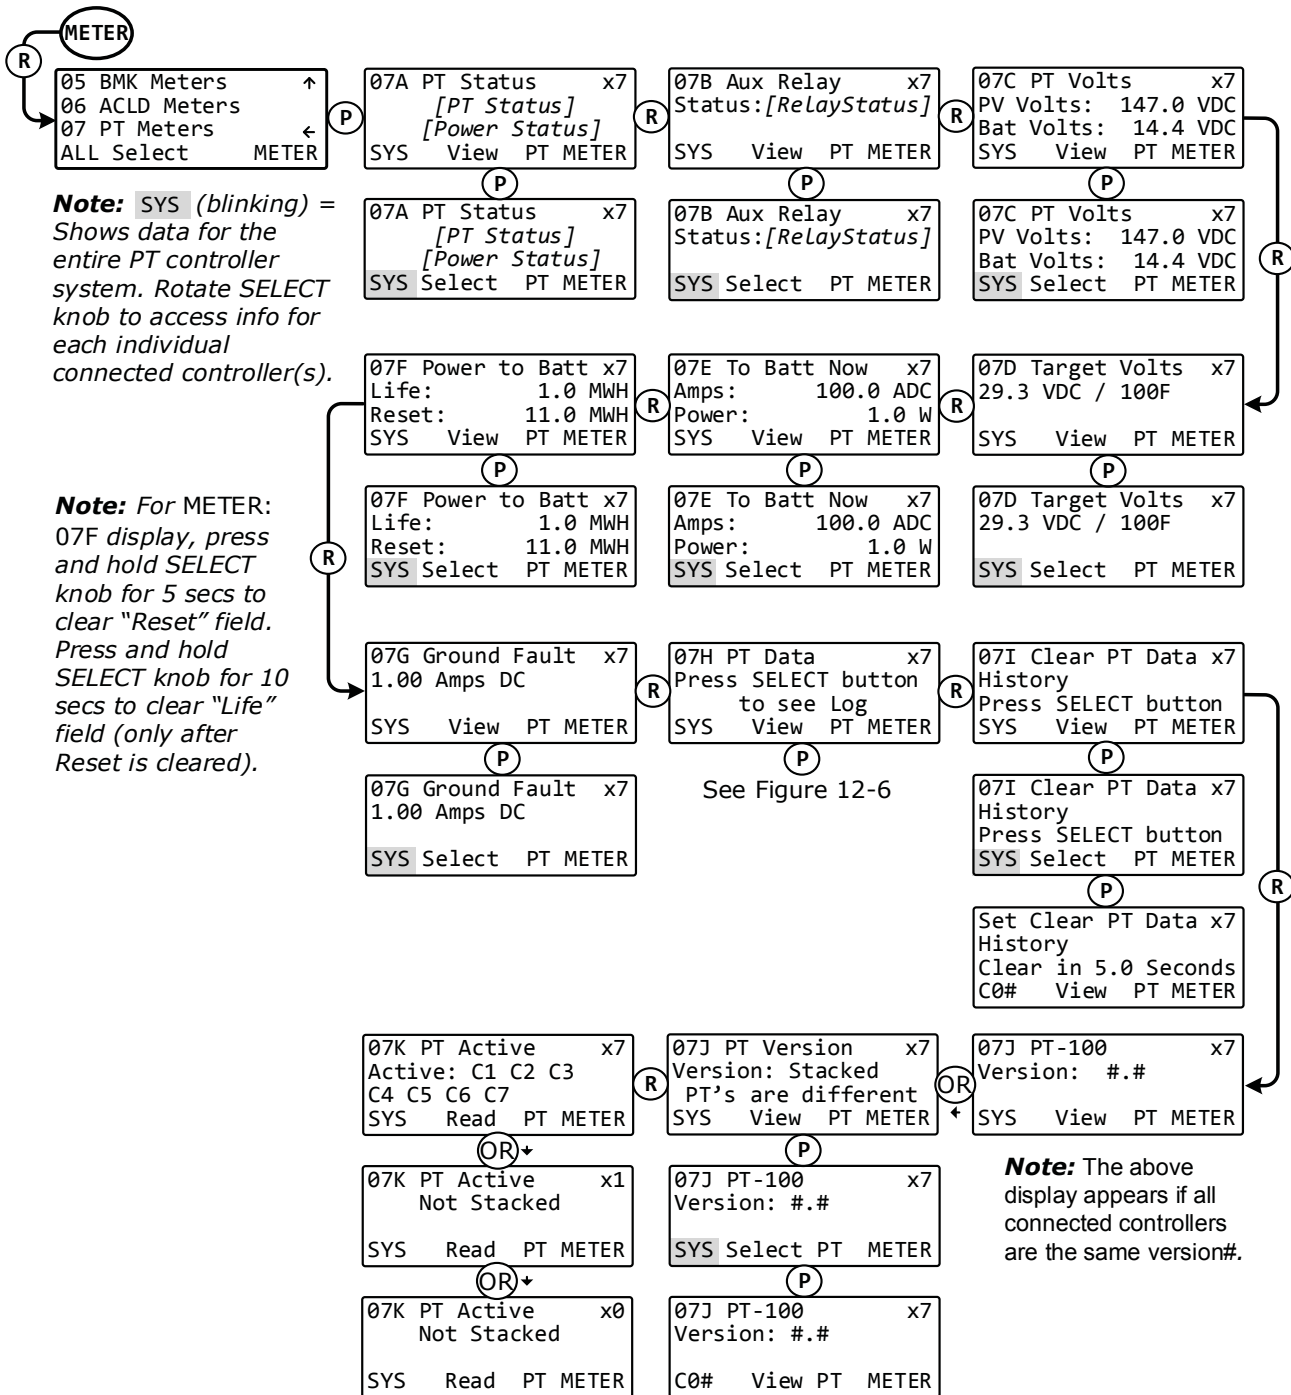 METER
R
05 BMK Meters ↑
06 ACLD Meters
07 PT Meters ←
ALL Select METER
P
07A PT Status x7
[PT Status]
[Power Status]
SYS View PT METER
R
07B Aux Relay x7
Status:[RelayStatus]
SYS View PT METER
R
07C PT Volts x7
PV Volts: 147.0 VDC
Bat Volts: 14.4 VDC
SYS View PT METER
P
P
P
07A PT Status x7
[PT Status]
[Power Status]
SYS Select PT METER
07B Aux Relay x7
Status:[RelayStatus]
SYS Select PT METER
07C PT Volts x7
PV Volts: 147.0 VDC
Bat Volts: 14.4 VDC
SYS Select PT METER
R
Note: SYS (blinking) =
Shows data for the
entire PT controller
system. Rotate SELECT
knob to access info for
each individual
connected controller(s).
07F Power to Batt x7
Life: 1.0 MWH
Reset: 11.0 MWH
SYS View PT METER
R
07E To Batt Now x7
Amps: 100.0 ADC
Power: 1.0 W
SYS View PT METER
R
07D Target Volts x7
29.3 VDC / 100F
SYS View PT METER
P
P
P
07F Power to Batt x7
Life: 1.0 MWH
Reset: 11.0 MWH
SYS Select PT METER
07E To Batt Now x7
Amps: 100.0 ADC
Power: 1.0 W
SYS Select PT METER
07D Target Volts x7
29.3 VDC / 100F
SYS Select PT METER
Note: For METER:
07F display, press
and hold SELECT
knob for 5 secs to
clear “Reset” field.
Press and hold
SELECT knob for 10
secs to clear “Life”
field (only after
Reset is cleared).
R
07G Ground Fault x7
1.00 Amps DC
SYS View PT METER
R
07H PT Data x7
Press SELECT button
to see Log
SYS View PT METER
R
07I Clear PT Data x7
History
Press SELECT button
SYS View PT METER
P
P
P
07G Ground Fault x7
1.00 Amps DC
SYS Select PT METER
See Figure 12-6
07I Clear PT Data x7
History
Press SELECT button
SYS Select PT METER
P
R
Set Clear PT Data x7
History
Clear in 5.0 Seconds
C0# View PT METER
07K PT Active x7
Active: C1 C2 C3
C4 C5 C6 C7
SYS Read PT METER
R
07J PT Version x7
Version: Stacked
PT’s are different
SYS View PT METER
OR
←
07J PT-100 x7
Version: #.#
SYS View PT METER
OR ↓
P
07K PT Active x1
Not Stacked
SYS Read PT METER
07J PT-100 x7
Version: #.#
SYS Select PT METER
Note: The above
display appears if all
connected controllers
are the same version#.
OR ↓
P
07K PT Active x0
Not Stacked
SYS Read PT METER
07J PT-100 x7
Version: #.#
C0# View PT METER